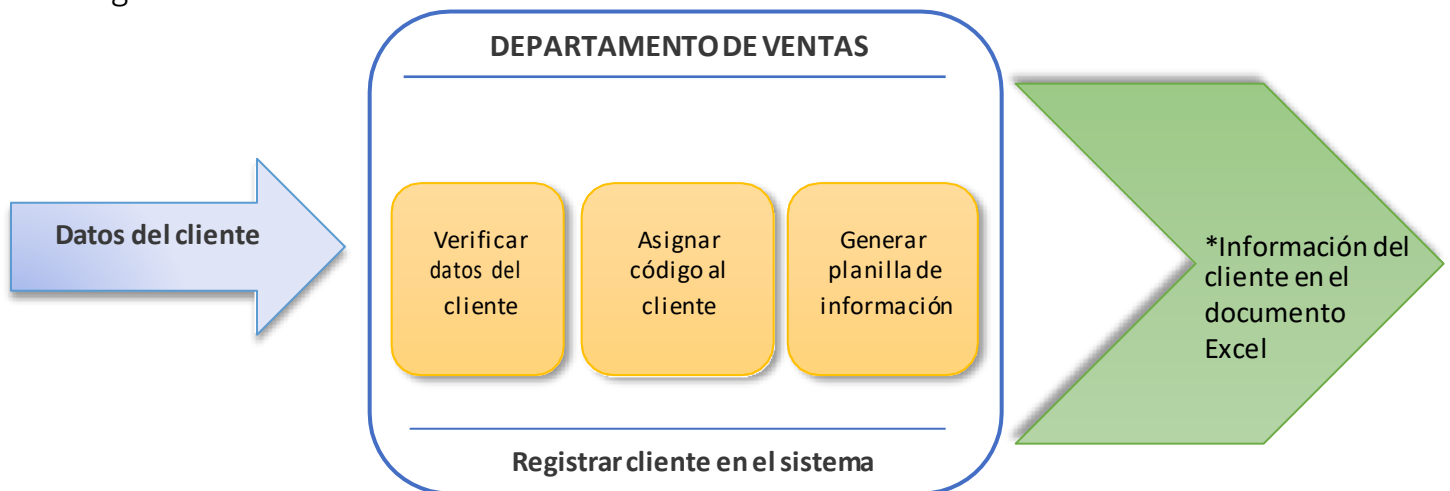 DEPARTAMENTO DE VENTAS
Datos del cliente
Verificar
datos del
cliente
Asignar
código al
cliente
Generar
planilla de
información
*Información del
cliente en el
documento
Excel
Registrar cliente en el sistema